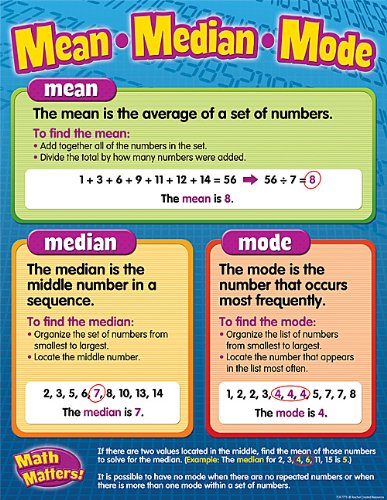 Mean • Median • Mode
mean
The mean is the average of a set of numbers.
To find the mean:
• Add together all of the numbers in the set.
• Divide the total by how many numbers were added.
1 + 3 + 6 + 9 + 11 + 12 + 14 = 56 → 56 ÷ 7 = 8
The mean is 8.
median
The median is the
middle number in a
sequence.
To find the median:
• Organize the set of numbers from
smallest to largest.
• Locate the middle number.
2, 3, 5, 6, 7, 8, 10, 13, 14
The median is 7.
mode
The mode is the
number that occurs
most frequently.
To find the mode:
• Organize the list of numbers
from smallest to largest.
• Locate the number that appears
in the list most often.
1, 2, 2, 3, 4, 4, 4, 5, 7, 7, 8
The mode is 4.
Math
Matters!
If there are two values located in the middle, find the mean of those numbers
to solve for the median. (Example: The median for 2, 3, 4, 6, 11, 15 is 5.)
It is possible to have no mode when there are no repeated numbers or when
there is more than one mode within a set of numbers.